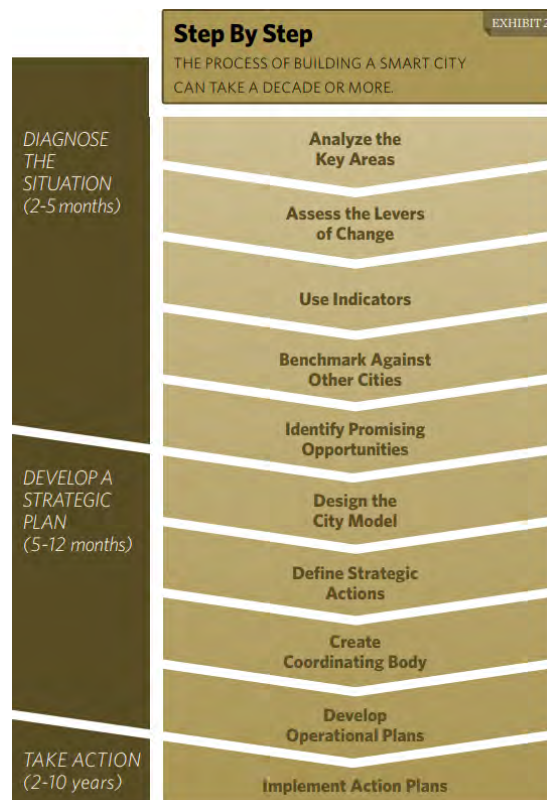 Step By Step
EXHIBIT 2
THE PROCESS OF BUILDING A SMART CITY
CAN TAKE A DECADE OR MORE.
DIAGNOSE
THE
SITUATION
(2-5 months)
Analyze the
Key Areas
Assess the Levers
of Change
Use Indicators
Benchmark Against
Other Cities
Identify Promising
Opportunities
DEVELOP A
STRATEGIC
PLAN
(5-12 months)
Design the
City Model
Define Strategic
Actions
Create
Coordinating Body
Develop
Operational Plans
TAKE ACTION
(2-10 years)
Implement Action Plans